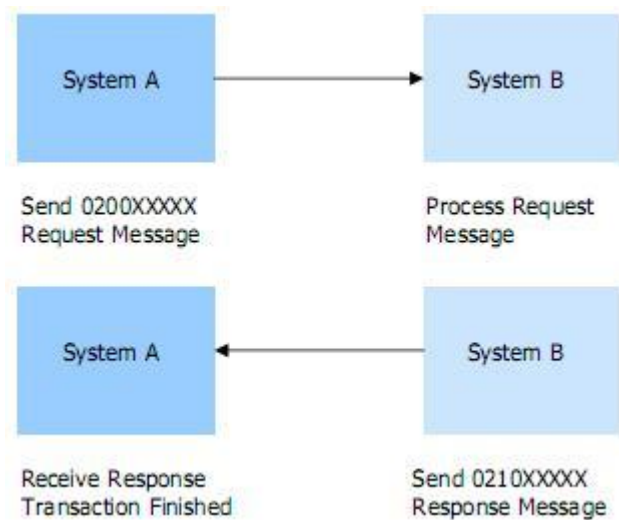 System A
System B
Send 0200XXXXX
Request Message
Process Request
Message
System A
System B
Receive Response
Transaction Finished
Send 0210XXXXX
Response Message